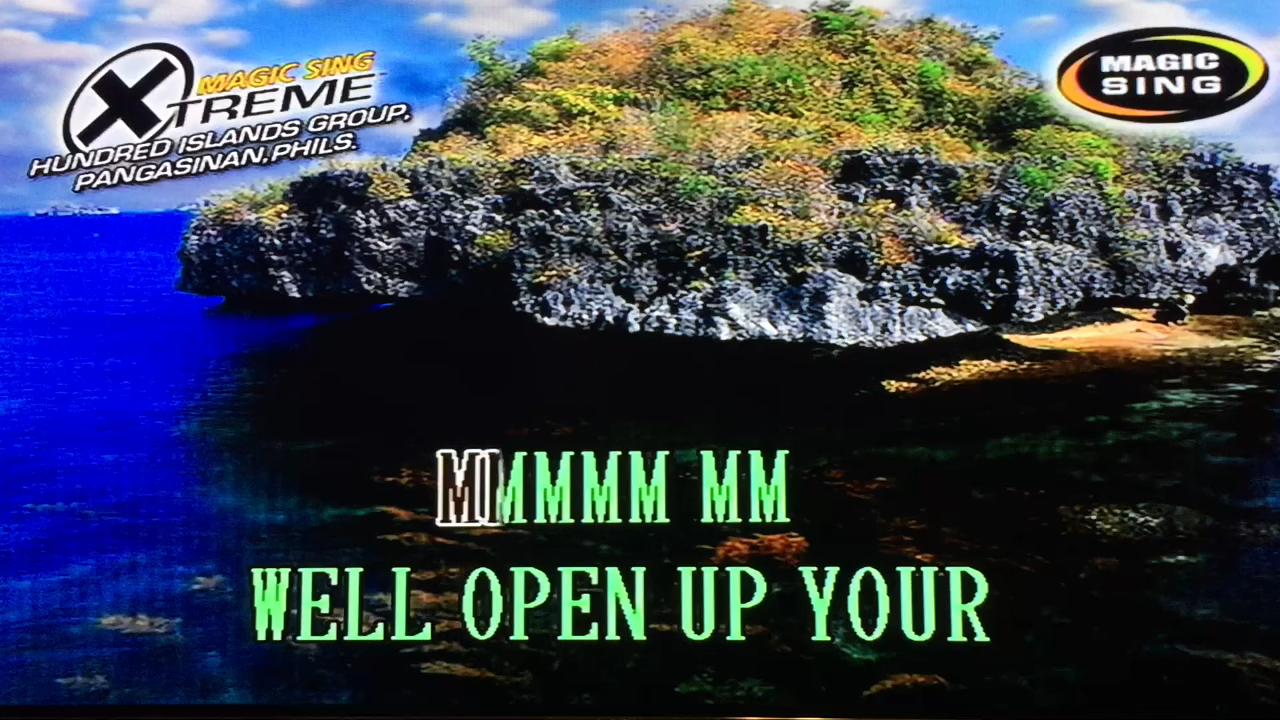 MAGIC SING
XTREME
HUNDRED ISLANDS GROUP,
PANGASINAN,PHILS.
MAGIC
SING
MMMMM MM
WELL OPEN UP YOUR